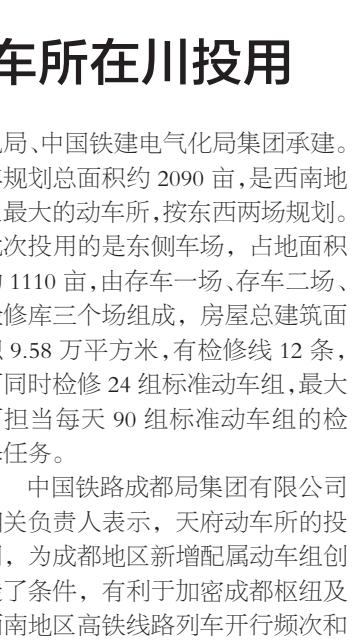 车所在川投用
局、中国铁建电气化局集团承建。
规划总面积约 2090 亩,是西南地
最大的动车所,按东西两场规划。
次投用的是东侧车场，占地面积
1110 亩,由存车一场、存车二场、
修库三个场组成，房屋总建筑面
9.58 万平方米,有检修线 12 条，
同时检修 24 组标准动车组,最大
担当每天 90 组标准动车组的检
任务。
中国铁路成都局集团有限公司
关负责人表示，天府动车所的投
，为成都地区新增配属动车组创
了条件，有利于加密成都枢纽及
南地区高铁线路列车开行频次和